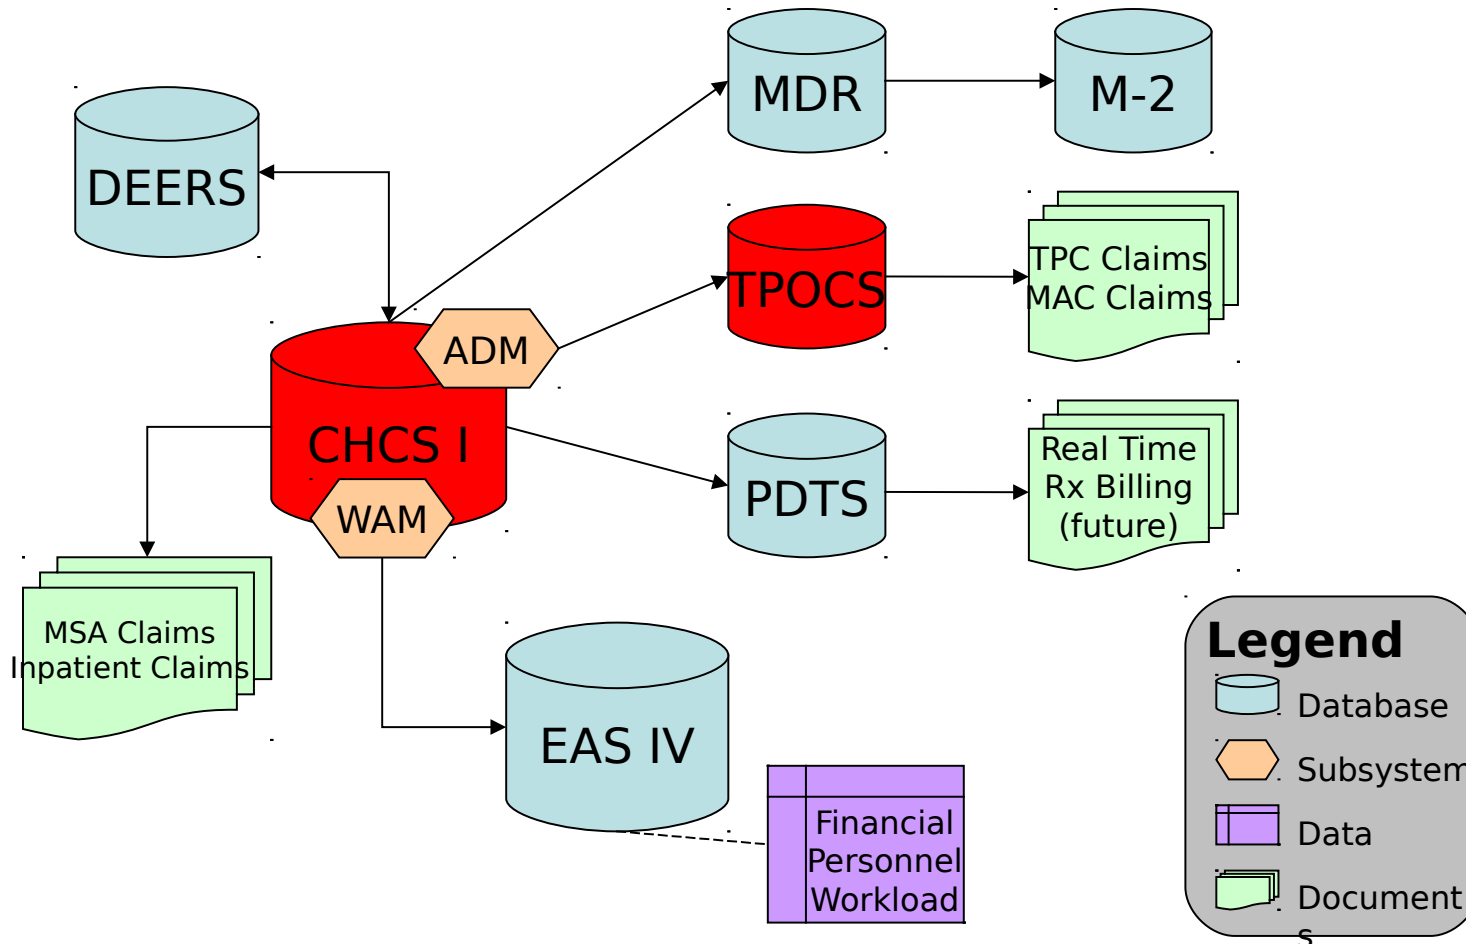 MDR
M-2
DEERS
TPOCS
TPC Claims
MAC Claims
ADM
CHCS I
WAM
PDTS
Real Time
Rx Billing
(future)
MSA Claims
Inpatient Claims
EAS IV
Financial
Personnel
Workload
Legend
Database
Subsystem
Data
Document
s